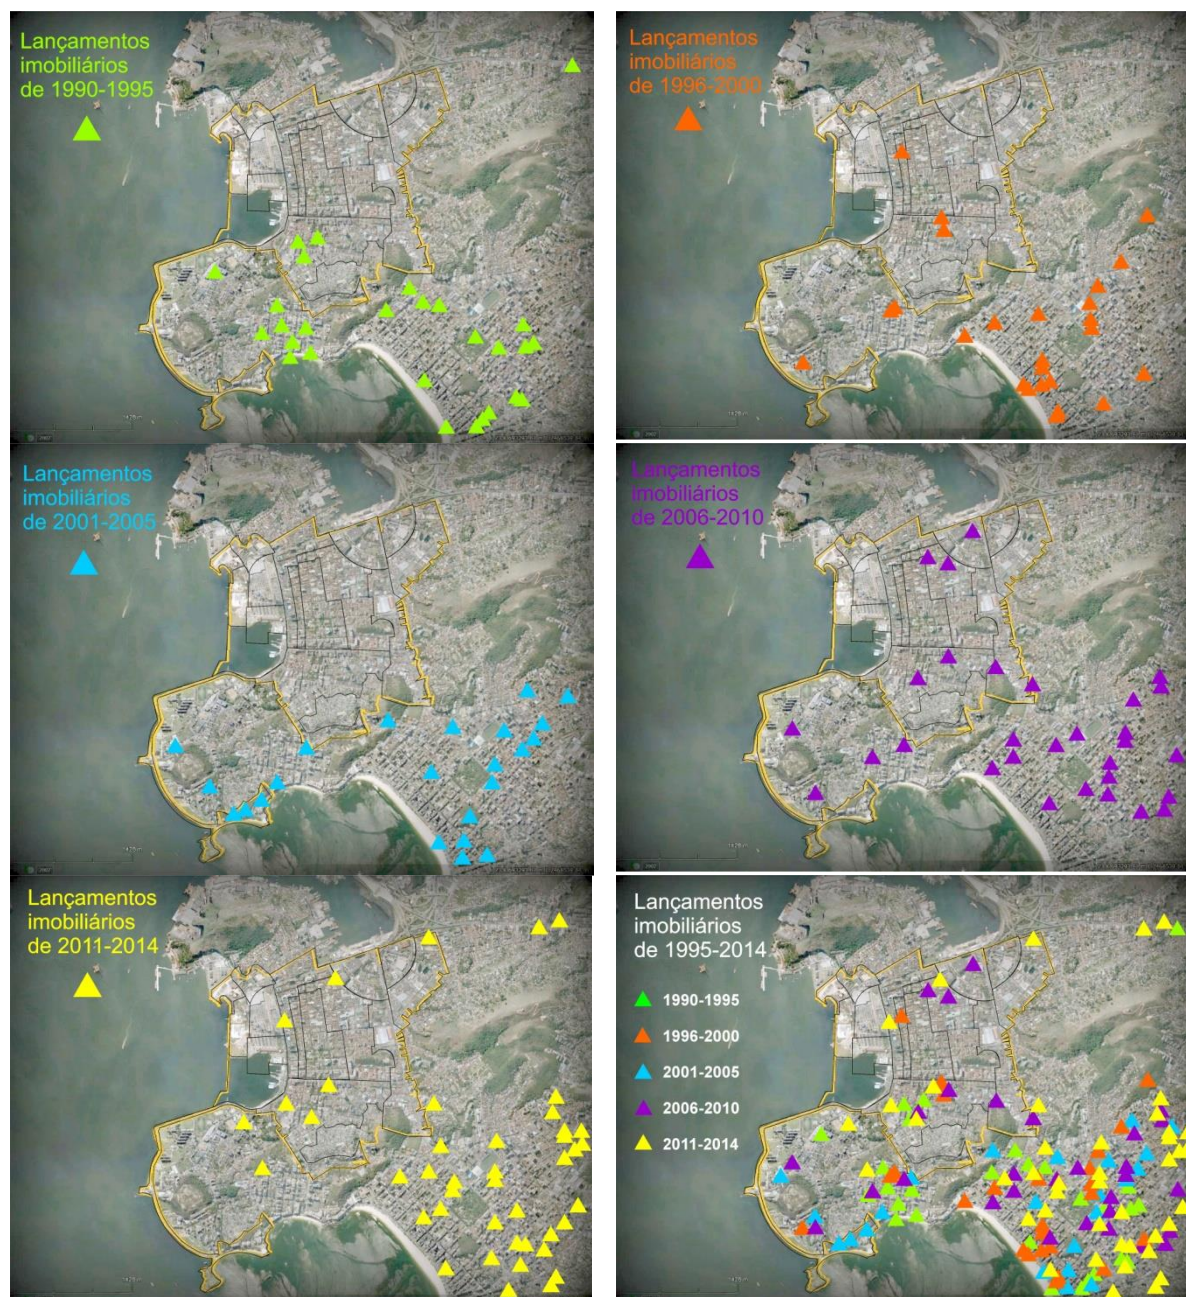 Lançamentos
imobiliários
de 1990-1995
Lançamentos
imobiliários
de 1996-2000
Lançamentos
imobiliários
de 2001-2005
Lançamentos
imobiliários
de 2006-2010
Lançamentos
imobiliários
de 2011-2014
Lançamentos
imobiliários
de 1995-2014
1990-1995
1996-2000
2001-2005
2006-2010
2011-2014